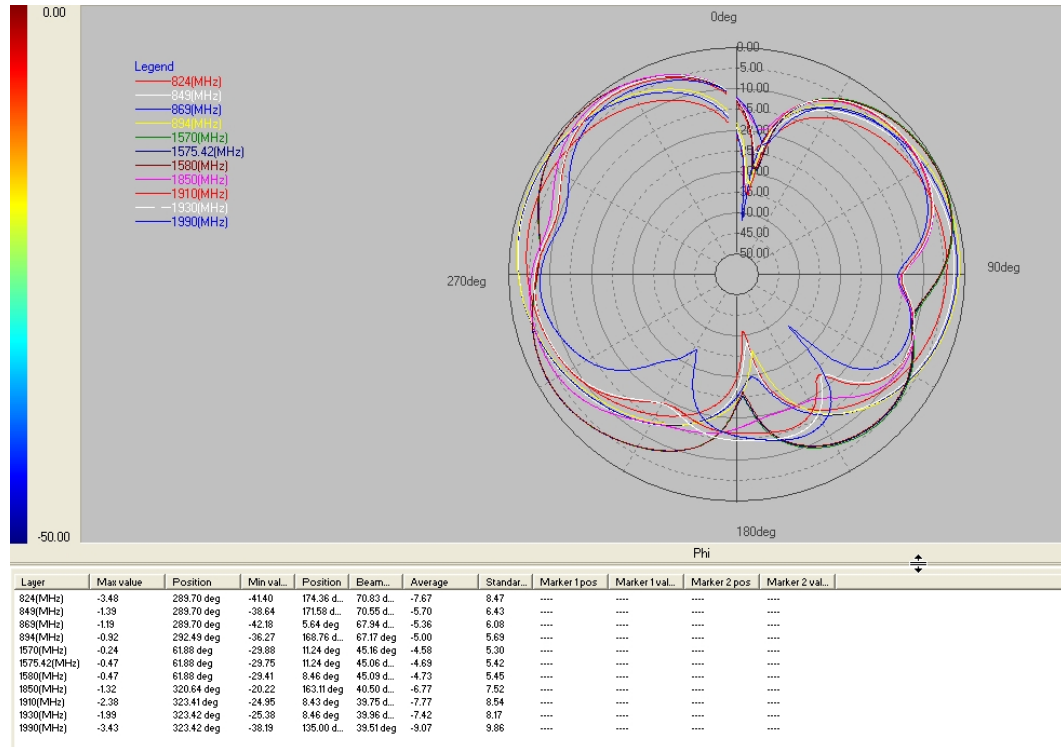 0.00
-50.00
Legend
824(MHz)
849(MHz)
869(MHz)
894(MHz)
1570(MHz)
1575.42(MHz)
1580(MHz)
1850(MHz)
1910(MHz)
1930(MHz)
1990(MHz)
0deg
0.00
-5.00
10.00
15.00
20.00
25.00
30.00
35.00
40.00
45.00
50.00
90deg
270deg
180deg
Phi
Layer Max value Position Min val... Position Beam... Average Standar... Marker 1 pos Marker 1 val... Marker 2 pos Marker 2 val...
824(MHz) -3.48 289.70 deg -41.40 174.36 d... 70.83 d... -7.67 8.47 ---- ---- ---- ----
849(MHz) -1.39 289.70 deg -38.64 171.58 d... 70.55 d... -5.70 6.43 ---- ---- ---- ----
869(MHz) -1.19 289.70 deg -42.18 5.64 deg 67.94 d... -5.36 6.08 ---- ---- ---- ----
894(MHz) -0.92 292.49 deg -36.27 168.76 d... 67.17 deg -5.00 5.69 ---- ---- ---- ----
1570(MHz) -0.24 61.88 deg -29.88 11.24 deg 45.16 deg -4.58 5.30 ---- ---- ---- ----
1575.42(MHz) -0.47 61.88 deg -29.75 11.24 deg 45.06 deg -4.69 5.42 ---- ---- ---- ----
1580(MHz) -0.47 61.88 deg -29.41 8.46 deg 45.09 deg -4.73 5.45 ---- ---- ---- ----
1850(MHz) -1.32 320.64 deg -20.22 163.11 deg 40.50 d... -6.77 7.52 ---- ---- ---- ----
1910(MHz) -2.38 323.41 deg -24.95 8.43 deg 39.75 d... -7.77 8.54 ---- ---- ---- ----
1930(MHz) -1.99 323.42 deg -25.38 8.46 deg 39.96 d... -7.42 8.17 ---- ---- ---- ----
1990(MHz) -3.43 323.42 deg -38.19 135.00 d... 39.51 deg -9.07 9.86 ---- ---- ---- ----